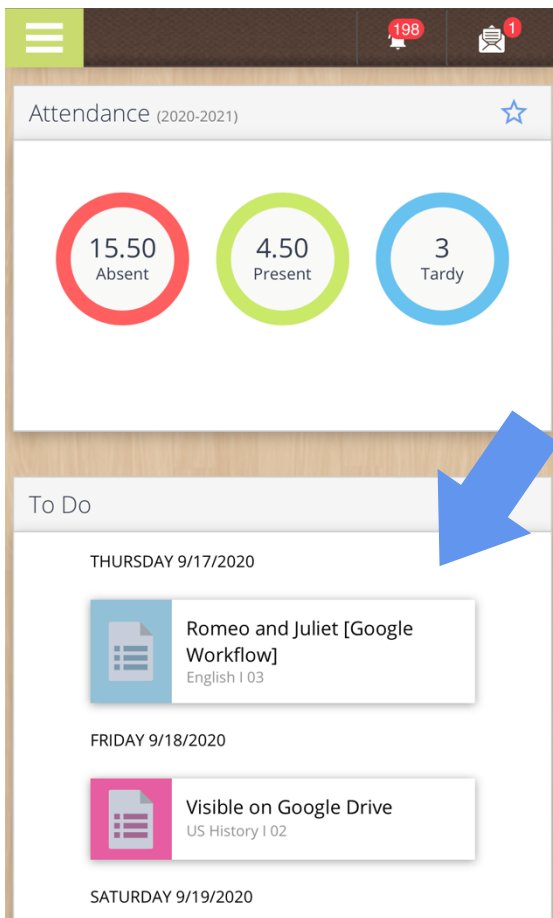 198
1
Attendance (2020-2021)
15.50
Absent
4.50
Present
3
Tardy
To Do
THURSDAY 9/17/2020
Romeo and Juliet [Google
Workflow]
English I 03
FRIDAY 9/18/2020
Visible on Google Drive
US History I 02
SATURDAY 9/19/2020